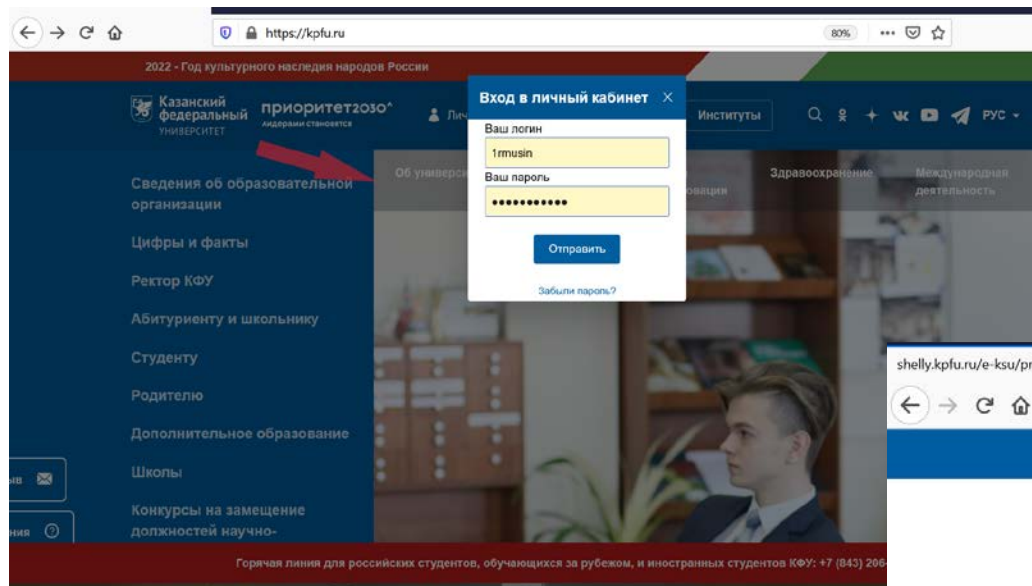 https://kpfu.ru
80%
2022 - Год культурного наследия народов России
Казанский
федеральный
УНИВЕРСИТЕТ
приоритет2030^
лидерами становятся
Институты
РУС
Вход в личный кабинет
Ваш логин
1rmusin
Ваш пароль
•••••••••••
Отправить
Забыли пароль?
Здравоохранение
Международная
деятельность
Сведения об образовательной
организации
Цифры и факты
Ректор КФУ
Абитуриенту и школьнику
Студенту
Родителю
Дополнительное образование
Школы
Конкурсы на замещение
должностей научно-
shelly.kpfu.ru/e-ksu/pr
Горячая линия для российских студентов, обучающихся за рубежом, и иностранных студентов КФУ: +7 (843) 206-